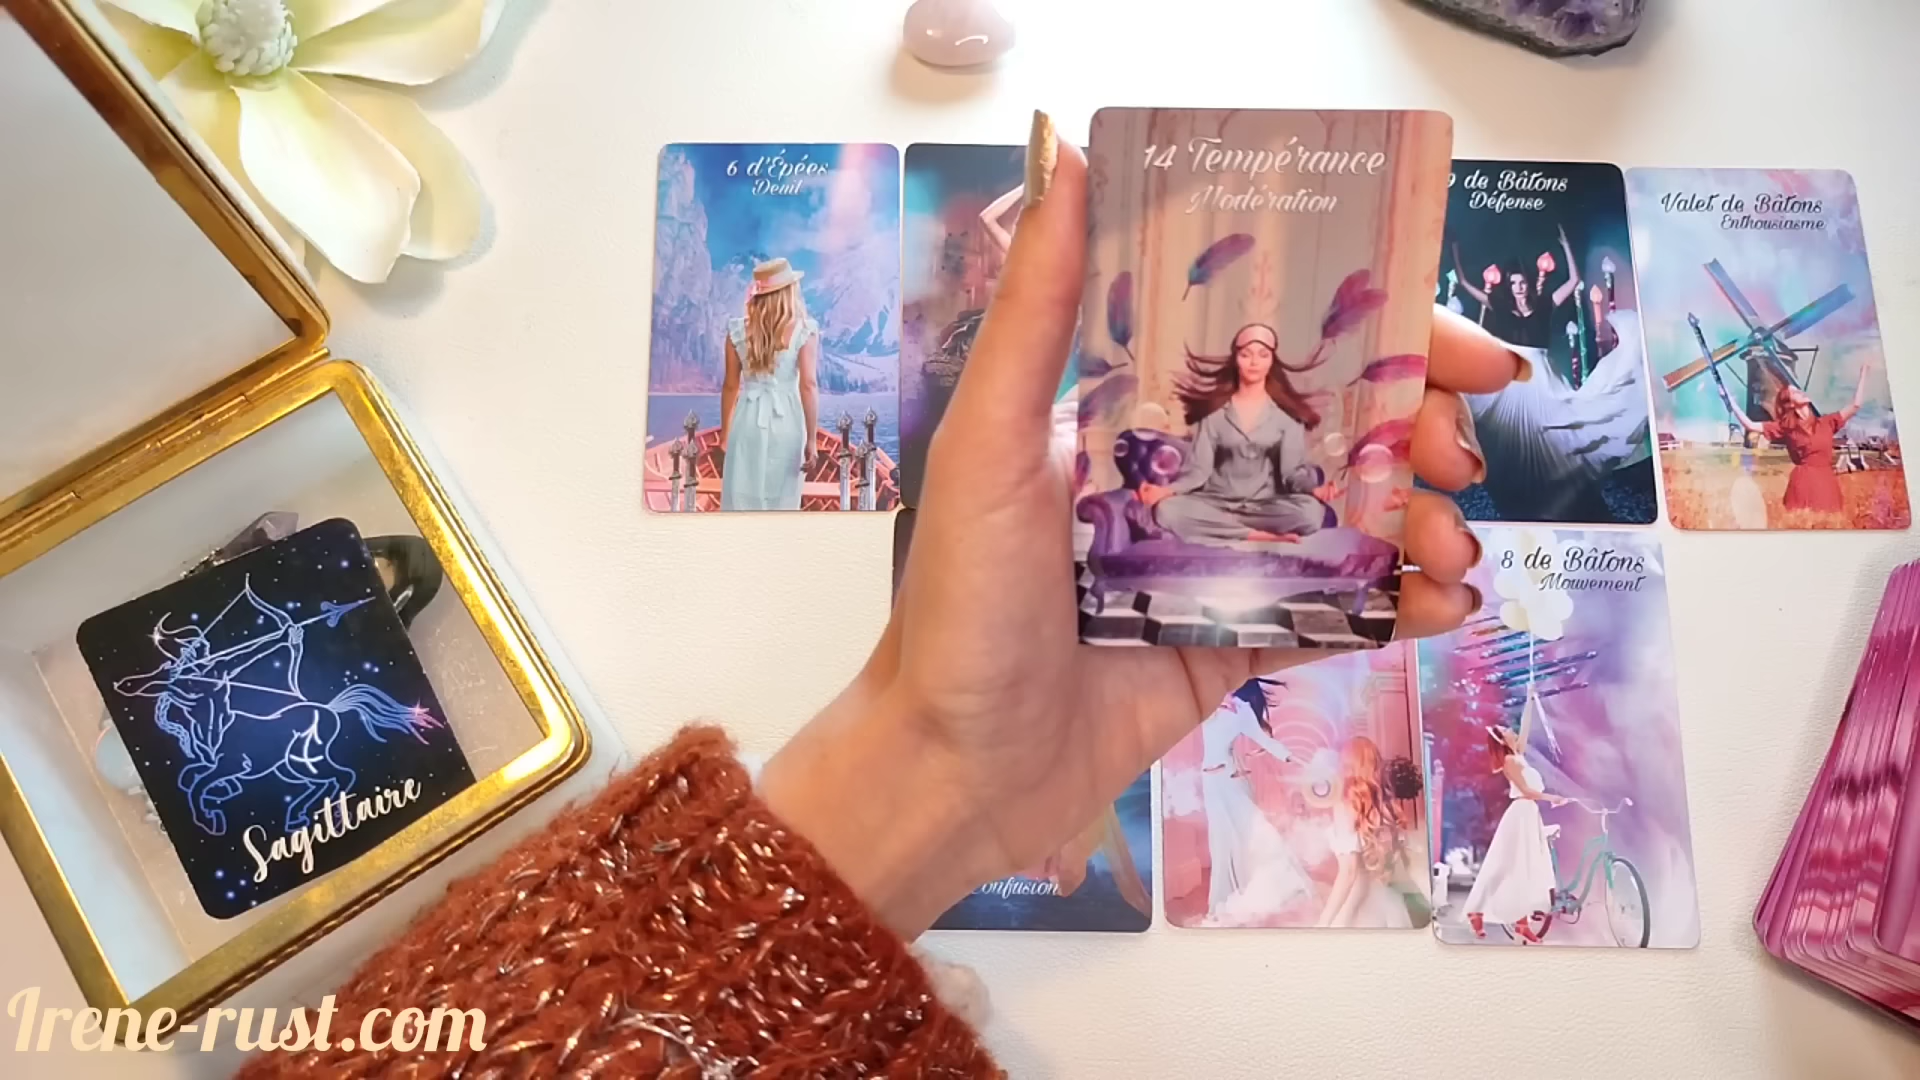 6 d'Épées
Deuil
14 Tempérance
Modération
9 de Bâtons
Défense
Valet de Bâtons
Enthousiasme
8 de Bâtons
Mouvement
Confusion
Sagittaire
Irene-rust.com